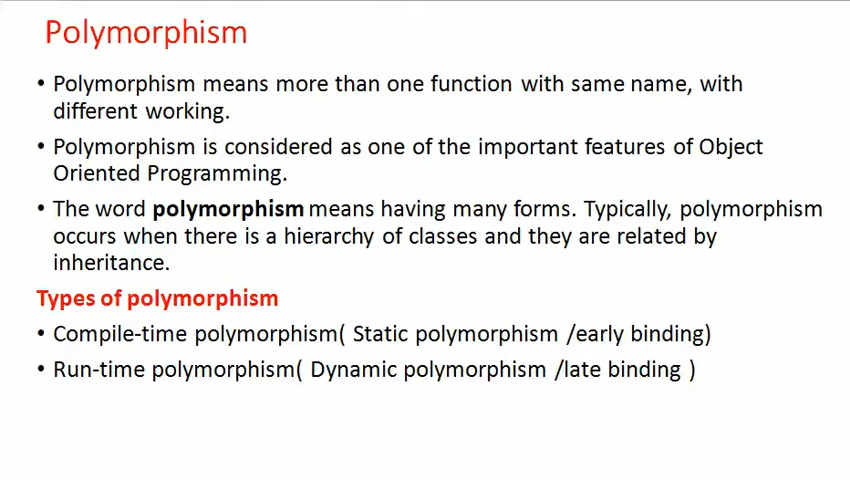 Polymorphism
• Polymorphism means more than one function with same name, with
different working.
• Polymorphism is considered as one of the important features of Object
Oriented Programming.
• The word polymorphism means having many forms. Typically, polymorphism
occurs when there is a hierarchy of classes and they are related by
inheritance.
Types of polymorphism
• Compile-time polymorphism( Static polymorphism /early binding)
• Run-time polymorphism( Dynamic polymorphism /late binding )